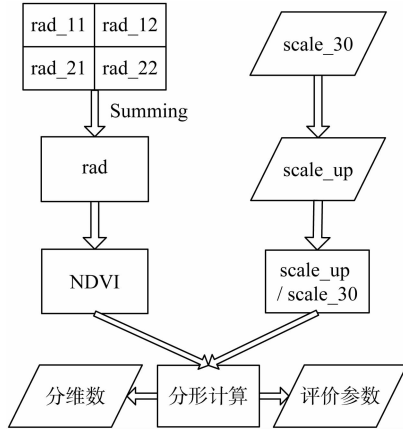 rad_11 rad_12 scale_30
rad_21 rad_22
Summing
rad scale_up
NDVI scale_up
/ scale_30
分维数 分形计算 评价参数